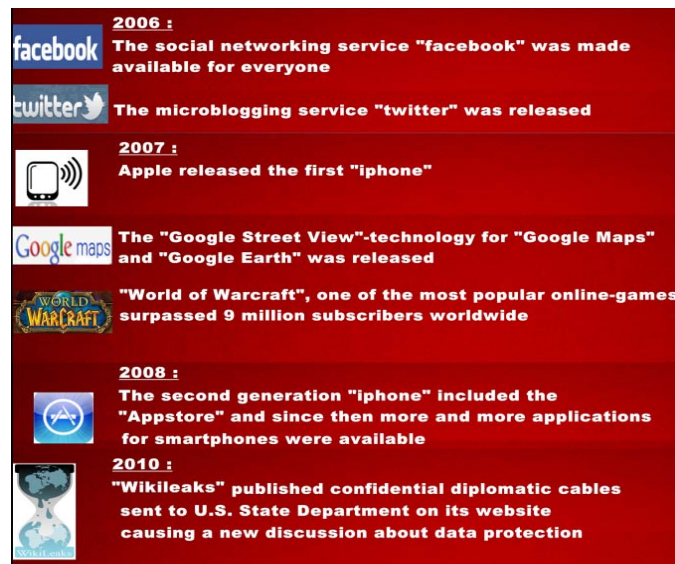 2006 :
facebook
The social networking service "facebook" was made
available for everyone
twitter
The microblogging service "twitter" was released
2007 :
Apple released the first "iphone"
Google maps
The "Google Street View"-technology for "Google Maps"
and "Google Earth" was released
WORLD
WARCRAFT
"World of Warcraft", one of the most popular online-games
surpassed 9 million subscribers worldwide
2008 :
The second generation "iphone" included the
"Appstore" and since then more and more applications
for smartphones were available
2010 :
"Wikileaks" published confidential diplomatic cables
sent to U.S. State Department on its website
causing a new discussion about data protection
WikiLeaks